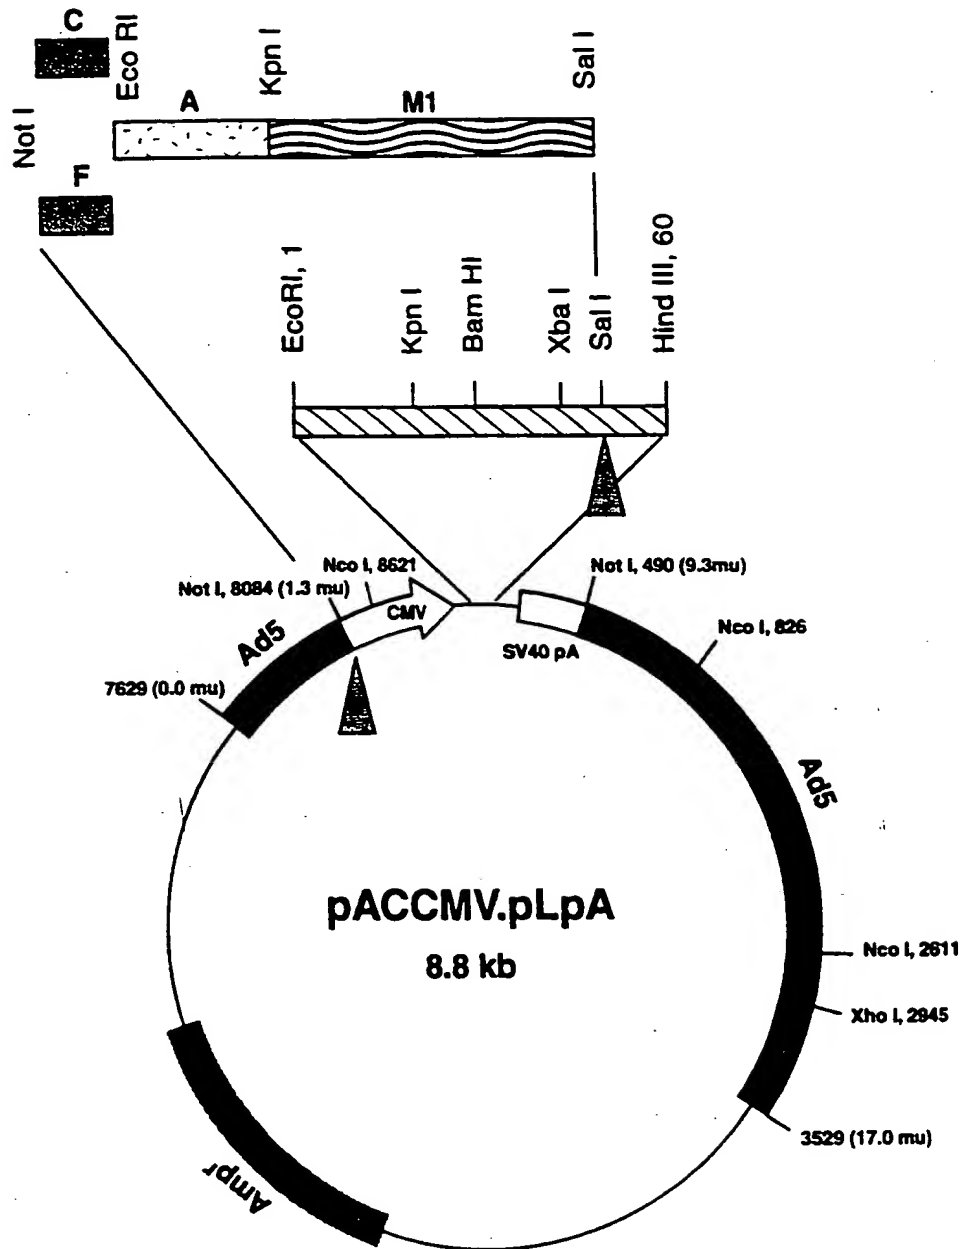 C
Eco RI
Kpn I
Sal I
A
M1
Not I
F
EcoRI, 1
Kpn I
Bam HI
Xba I
Sal I
Hind III, 60
Nco I, 8621
Not I, 8084 (1.3 mu)
CMV
Not I, 490 (9.3mu)
SV40 pA
Nco I, 826
Ad5
7629 (0.0 mu)
Ad5
pACCMV.pLpA
8.8 kb
Nco I, 2611
Xho I, 2945
3529 (17.0 mu)
Ampr